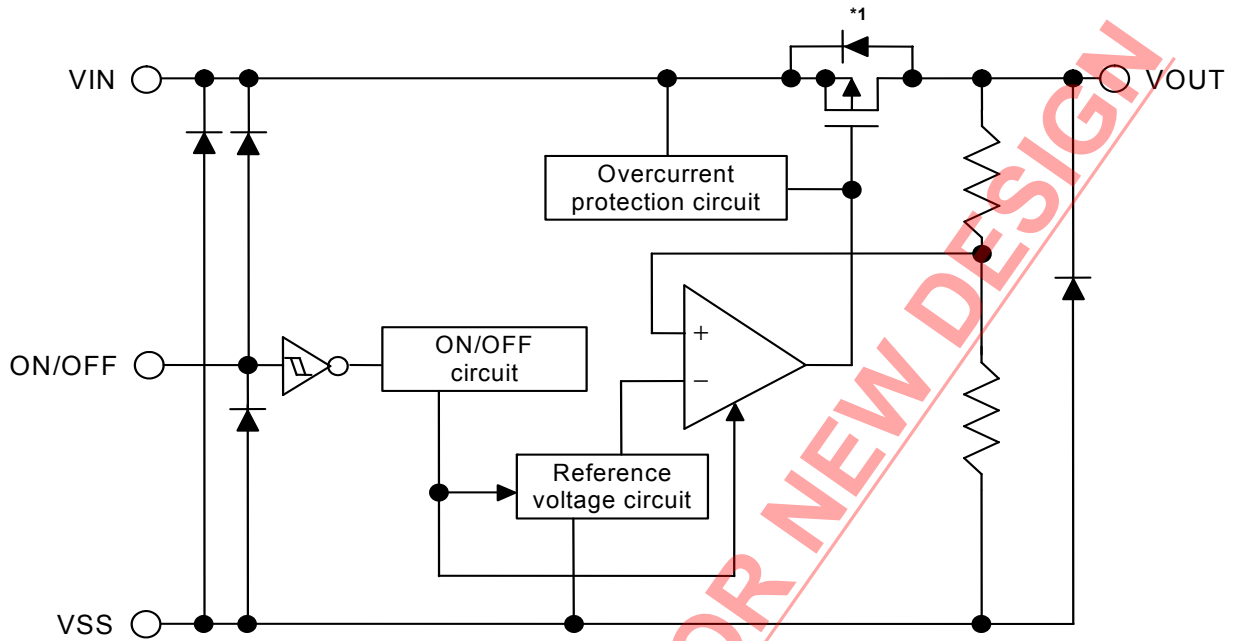 *1
VIN
VOUT
Overcurrent
protection circuit
+
ON/OFF
ON/OFF
circuit
−
Reference
voltage circuit
VSS
OR NEW DESIGN